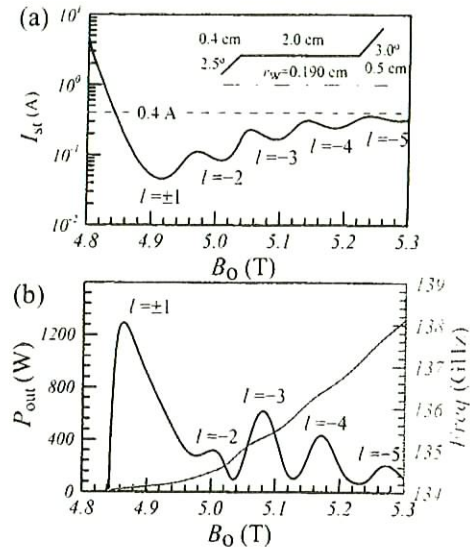 (a)
10¹
10⁰
10⁻¹
10⁻²
I_st (A)
0.4 cm
2.0 cm
2.5°
r_w=0.190 cm
3.0°
0.5 cm
0.4 A
l=±1
l=−2
l=−3
l=−4
l=−5
4.8 4.9 5.0 5.1 5.2 5.3
B_O (T)
(b)
1200
800
400
0
P_out (W)
l=±1
l=−2
l=−3
l=−4
l=−5
139
138
137
136
135
134
Freq (GHz)
4.8 4.9 5.0 5.1 5.2 5.3
B_O (T)